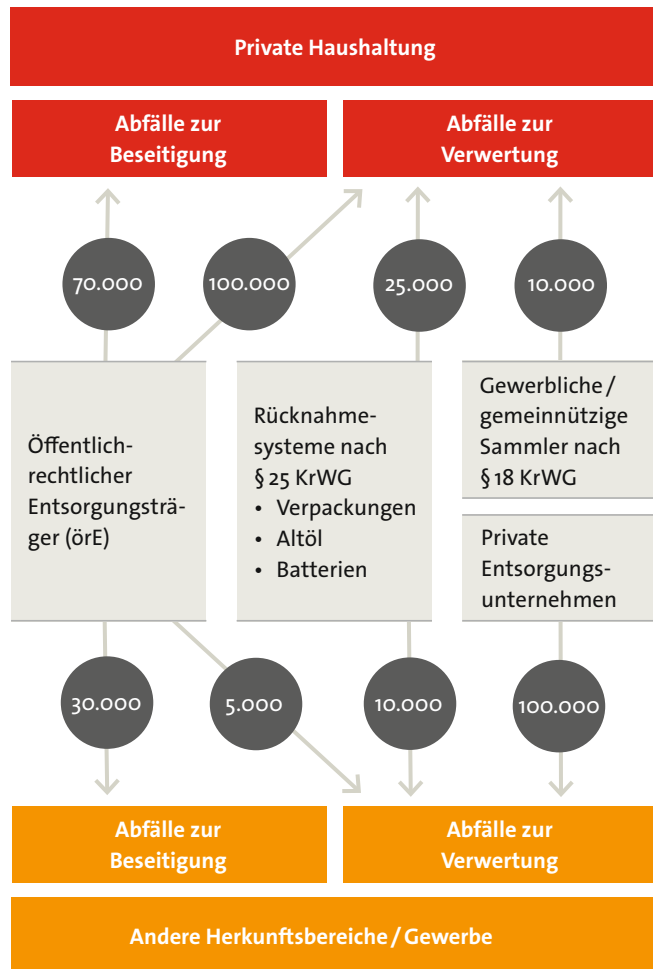 Private Haushaltung
Abfälle zur
Beseitigung
Abfälle zur
Verwertung
70.000
100.000
25.000
10.000
Öffentlich-
rechtlicher
Entsorgungsträ-
ger (örE)
Rücknahme-
systeme nach
§ 25 KrWG
• Verpackungen
• Altöl
• Batterien
Gewerbliche /
gemeinnützige
Sammler nach
§ 18 KrWG
Private
Entsorgungs-
unternehmen
30.000
5.000
10.000
100.000
Abfälle zur
Beseitigung
Abfälle zur
Verwertung
Andere Herkunftsbereiche / Gewerbe